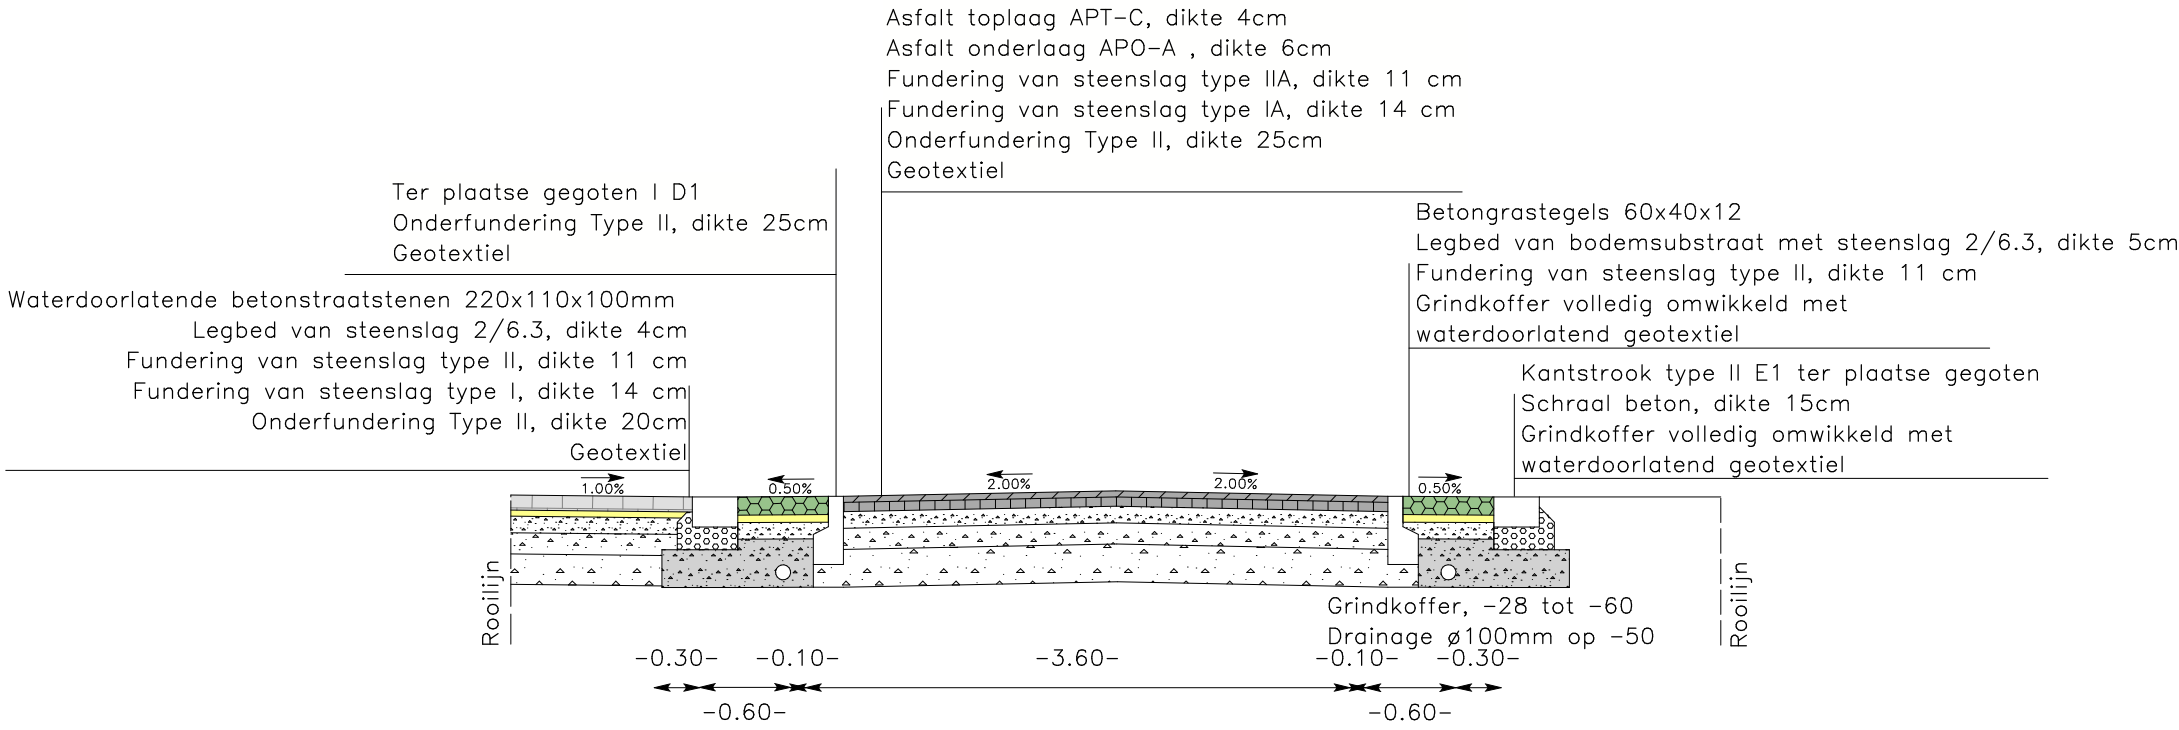 Asfalt toplaag APT-C, dikte 4cm
Asfalt onderlaag APO-A , dikte 6cm
Fundering van steenslag type IIA, dikte 11 cm
Fundering van steenslag type IA, dikte 14 cm
Onderfundering Type II, dikte 25cm
Geotextiel
Ter plaatse gegoten I D1
Onderfundering Type II, dikte 25cm
Geotextiel
Betongrastegels 60x40x12
Legbed van bodemsubstraat met steenslag 2/6.3, dikte 5cm
Fundering van steenslag type II, dikte 11 cm
Grindkoffer volledig omwikkeld met
waterdoorlatend geotextiel
Waterdoorlatende betonstraatstenen 220x110x100mm
Legbed van steenslag 2/6.3, dikte 4cm
Fundering van steenslag type II, dikte 11 cm
Fundering van steenslag type I, dikte 14 cm
Onderfundering Type II, dikte 20cm
Geotextiel
Kantstrook type II E1 ter plaatse gegoten
Schraal beton, dikte 15cm
Grindkoffer volledig omwikkeld met
waterdoorlatend geotextiel
1.00%
0.50%
2.00%
2.00%
0.50%
Rooilijn
Rooilijn
Grindkoffer, -28 tot -60
Drainage ø100mm op -50
-0.30-
-0.10-
-3.60-
-0.10-
-0.30-
-0.60-
-0.60-